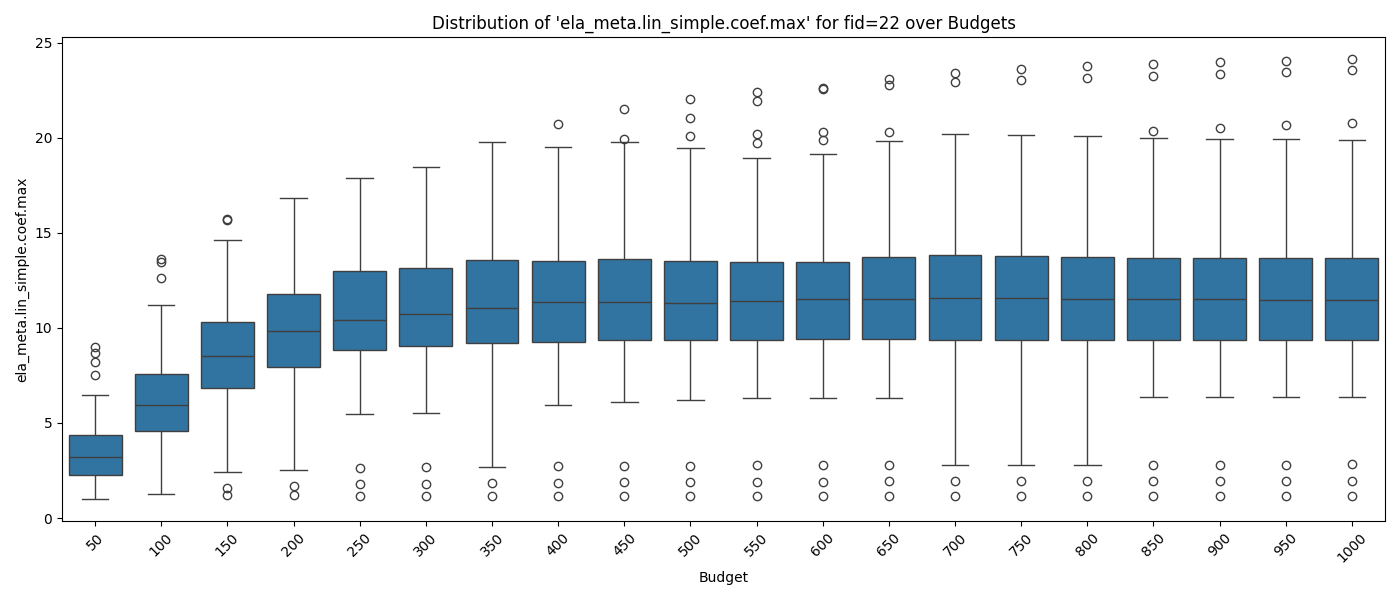 Distribution of 'ela_meta.lin_simple.coef.max' for fid=22 over Budgets
ela_meta.lin_simple.coef.max
25
20
15
10
5
0
50 100 150 200 250 300 350 400 450 500 550 600 650 700 750 800 850 900 950 1000
Budget